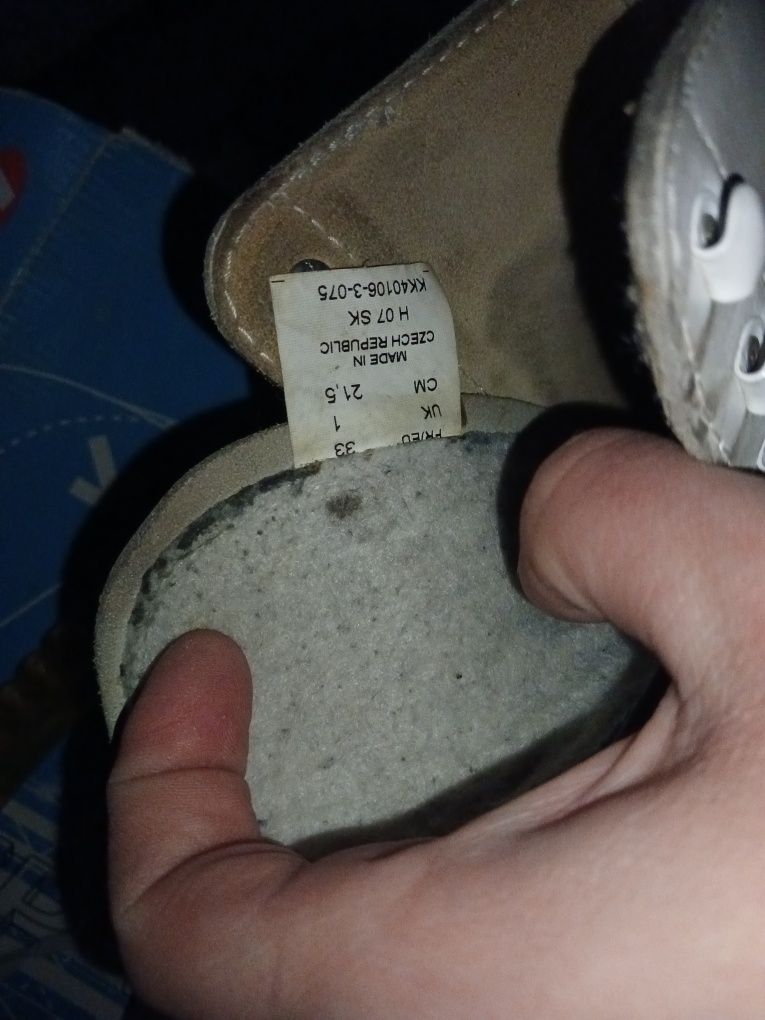 FR/EU 33
UK 1
CM 21,5
MADE IN
CZECH REPUBLIC
H 07 SK
KK40106-3-075